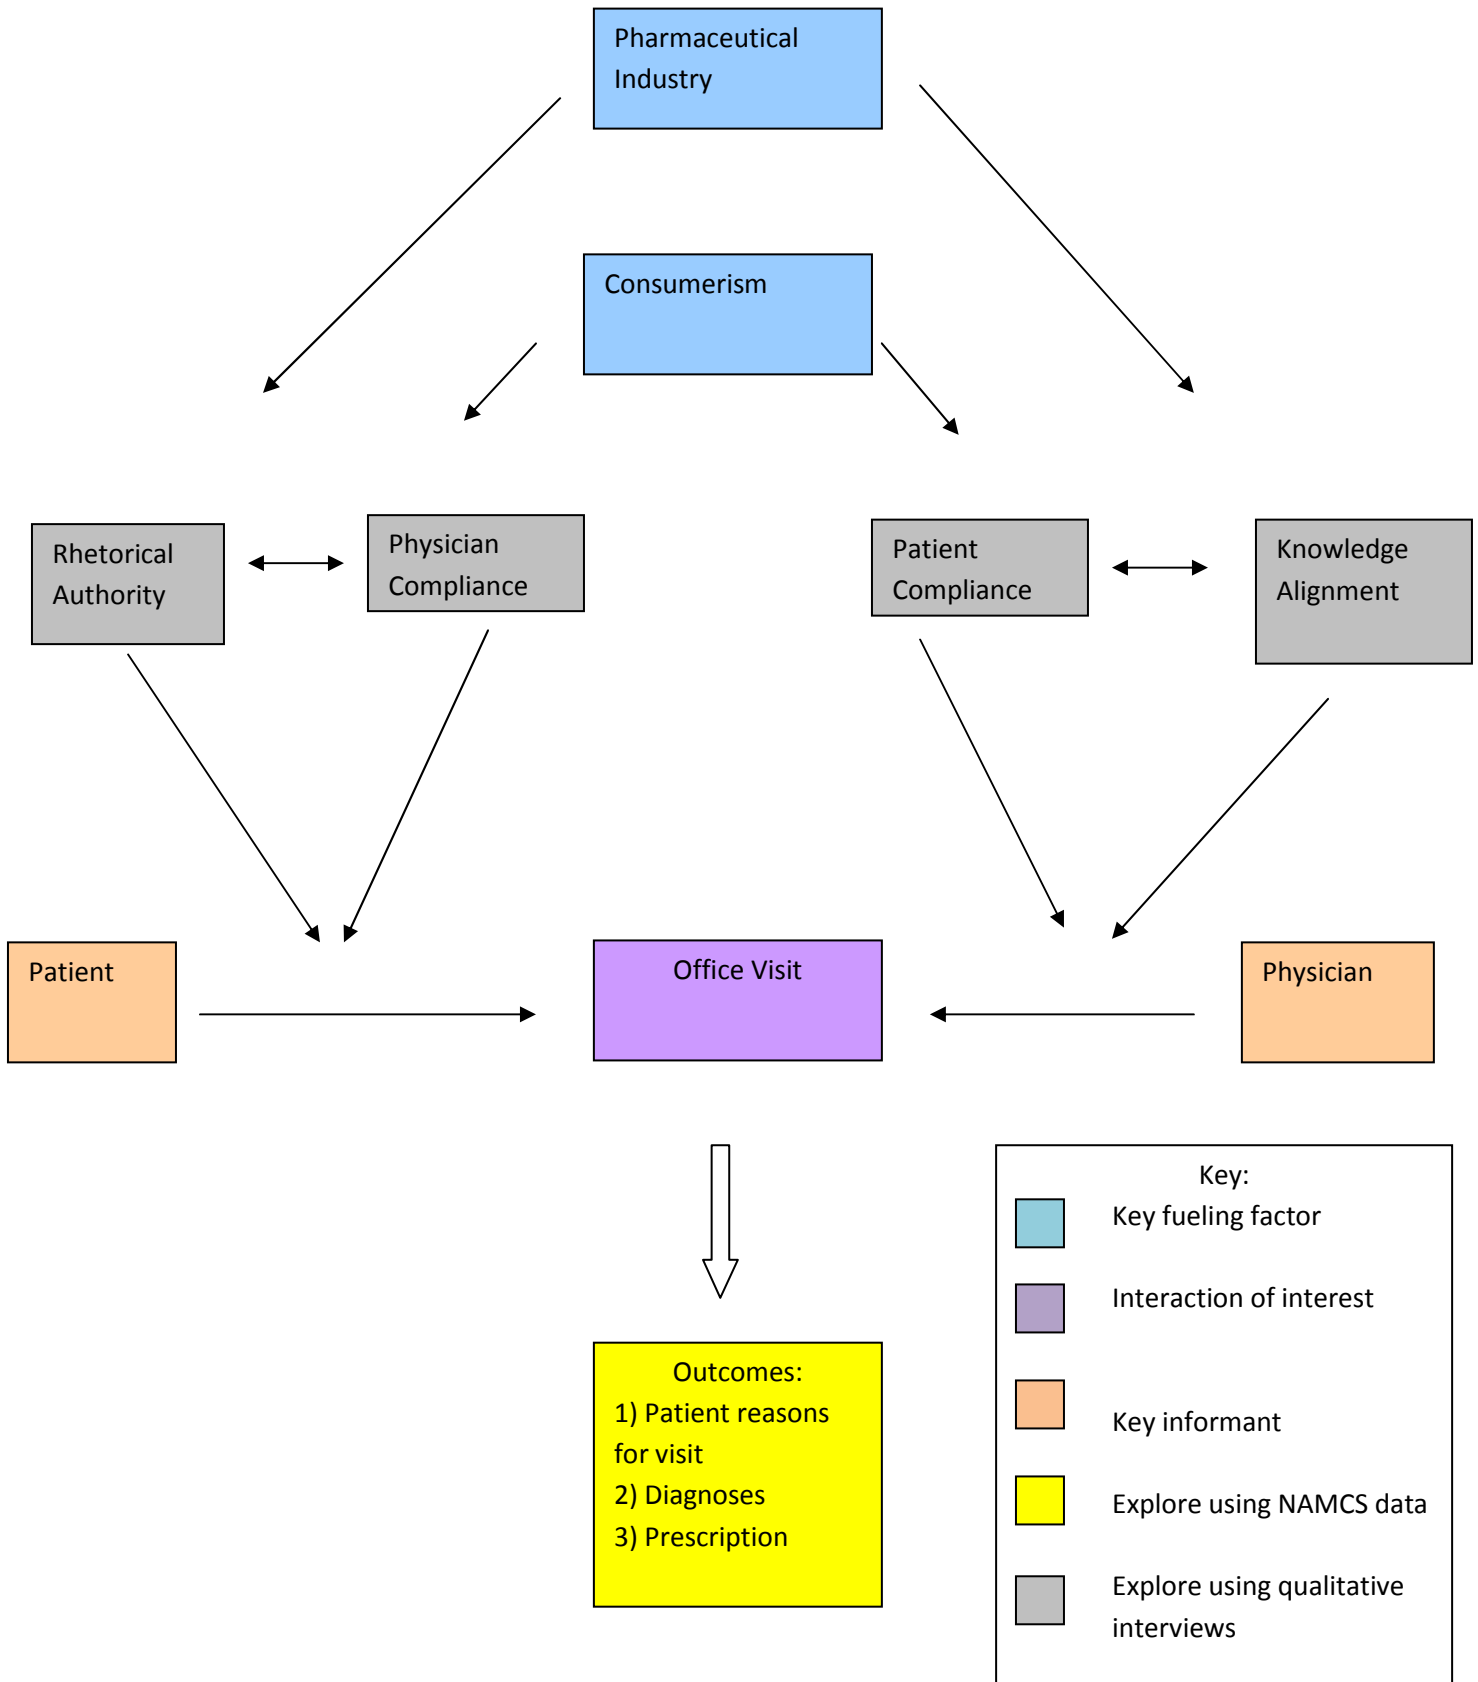 Pharmaceutical
Industry
Consumerism
Rhetorical
Authority
Physician
Compliance
Patient
Compliance
Knowledge
Alignment
Patient
Office Visit
Physician
Outcomes:
1) Patient reasons
for visit
2) Diagnoses
3) Prescription
Key:
Key fueling factor
Interaction of interest
Key informant
Explore using NAMCS data
Explore using qualitative
interviews